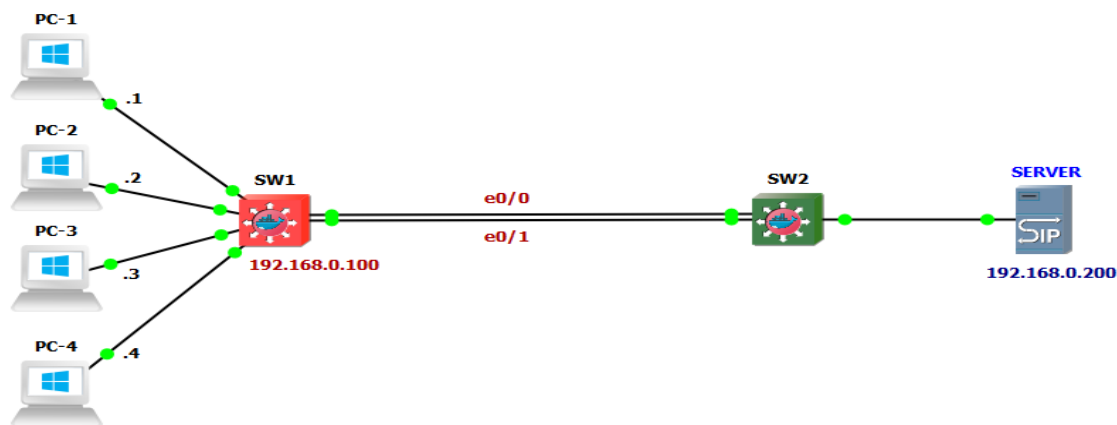 PC-1
.1
PC-2
.2
SW1
e0/0
SW2
SERVER
PC-3
.3
e0/1
SIP
192.168.0.100
192.168.0.200
PC-4
.4